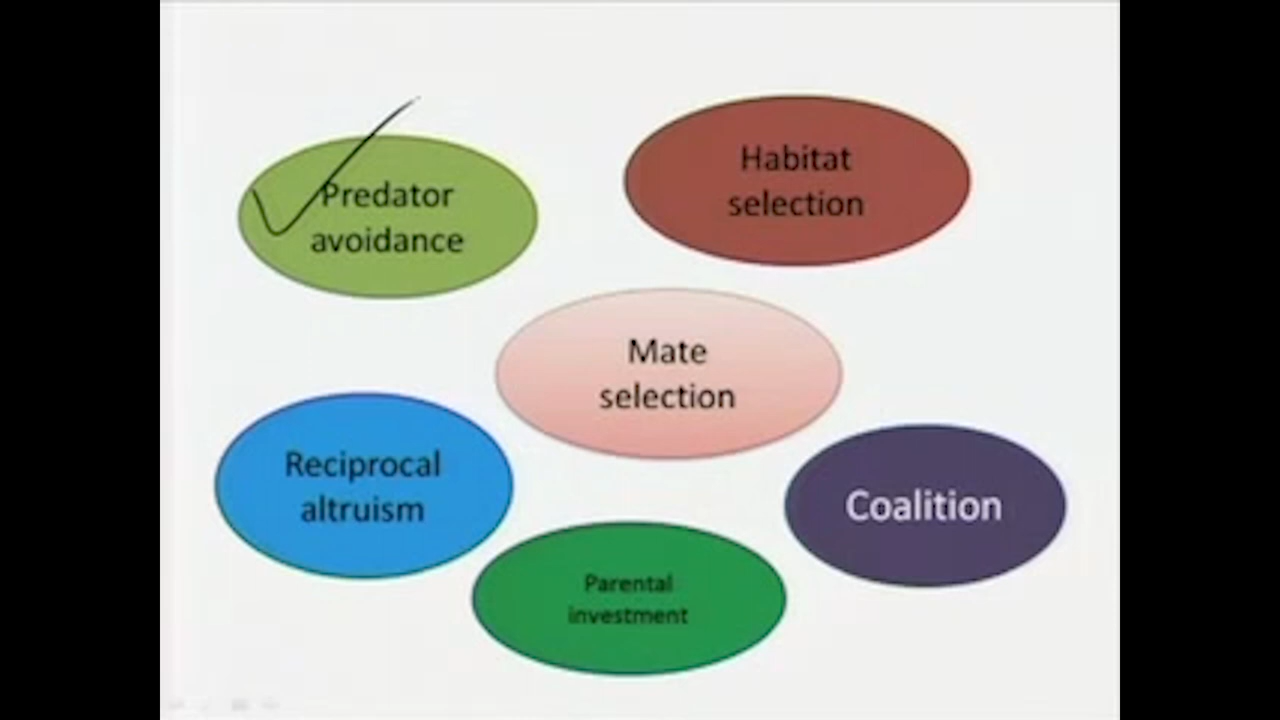 Predator
avoidance
Habitat
selection
Mate
selection
Reciprocal
altruism
Coalition
Parental
investment